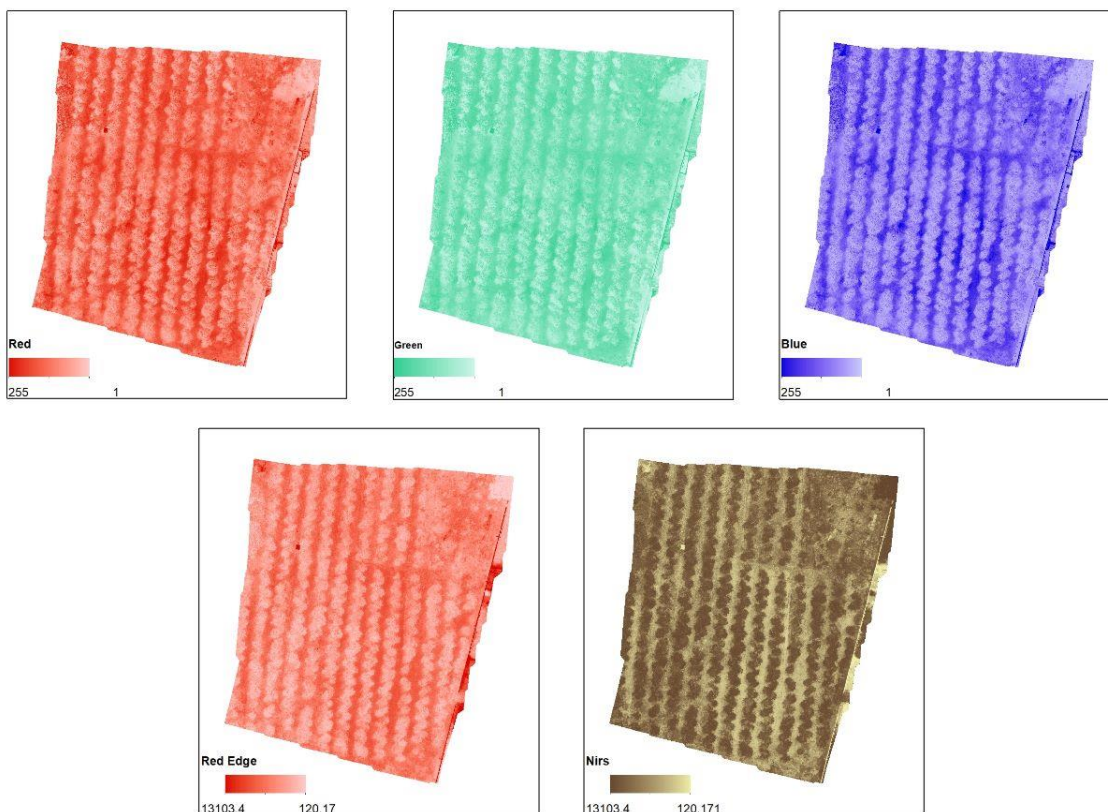 Red
255 1
Green
255 1
Blue
255 1
Red Edge
13103.4 120.17
Nirs
13103.4 120.171